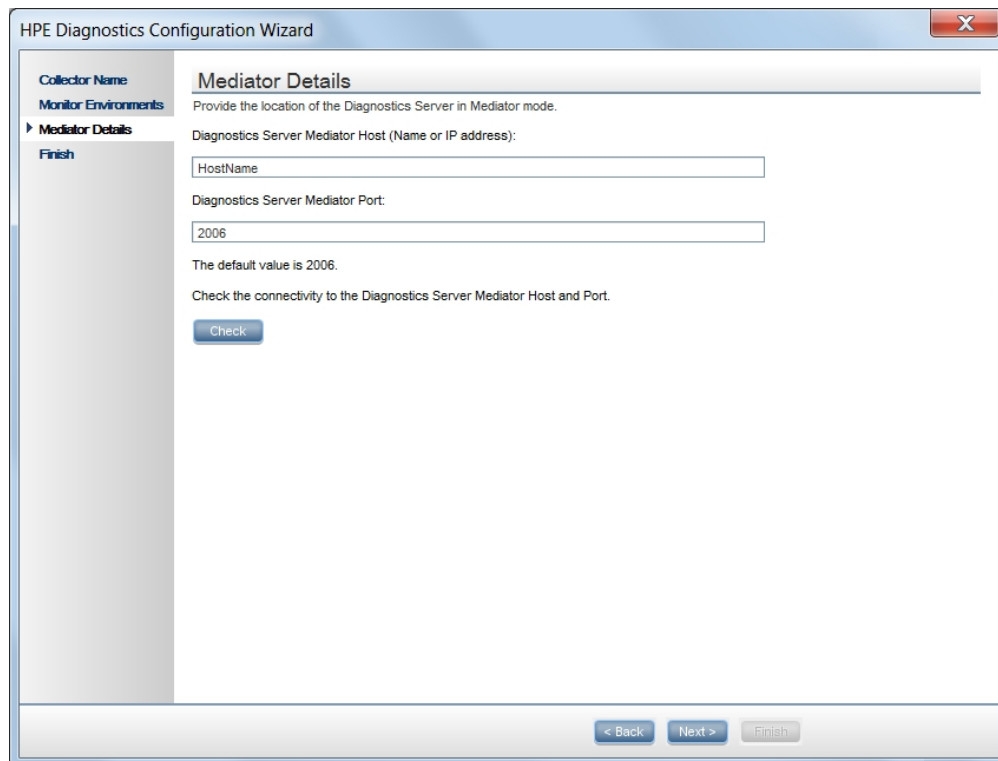 HPE Diagnostics Configuration Wizard
X
Collector Name
Monitor Environments
Mediator Details
Finish
Mediator Details
Provide the location of the Diagnostics Server in Mediator mode.
Diagnostics Server Mediator Host (Name or IP address):
HostName
Diagnostics Server Mediator Port:
2006
The default value is 2006.
Check the connectivity to the Diagnostics Server Mediator Host and Port.
Check
< Back Next > Finish